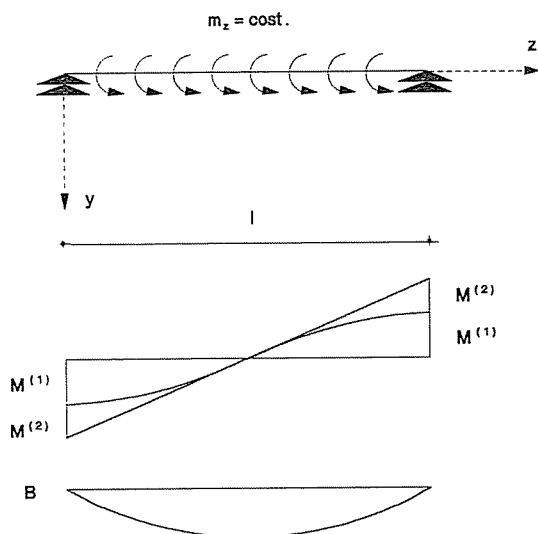 m_z = cost.
z
y
l
M^(2)
M^(1)
M^(1)
M^(2)
B